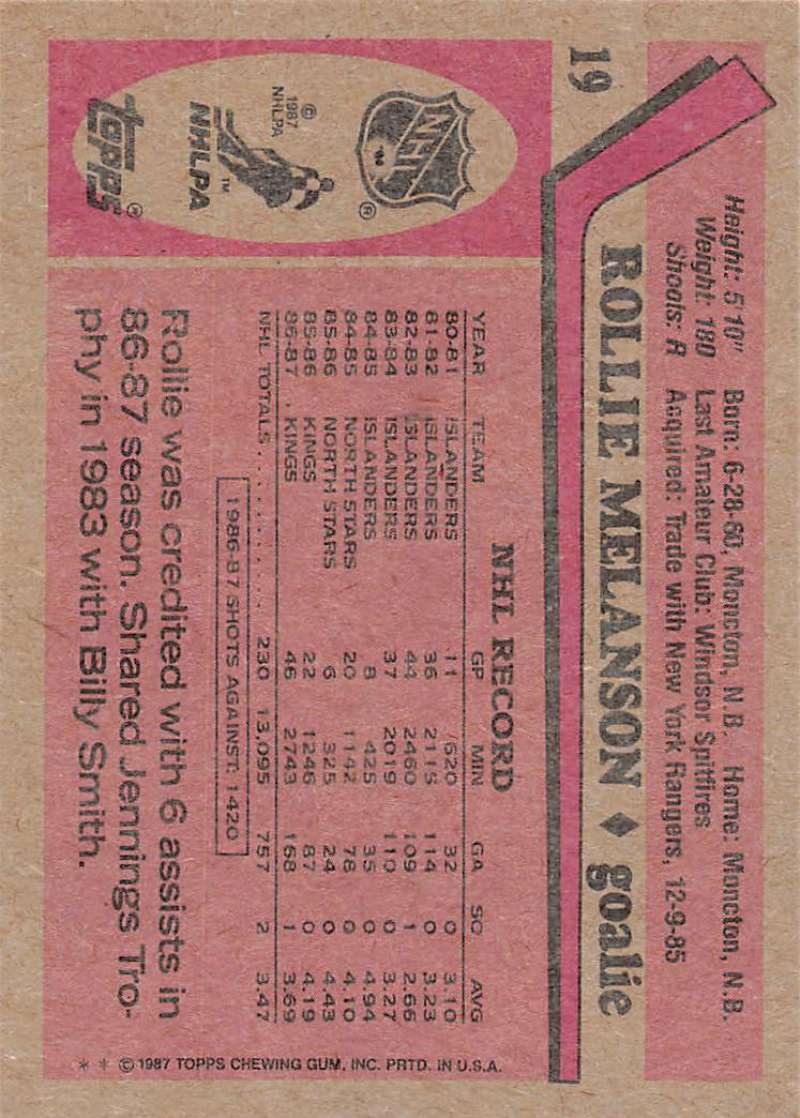 19
Height: 5'10" Born: 6-28-60, Moncton, N.B. Home: Moncton, N.B.
Weight: 180 Last Amateur Club: Windsor Spitfires
Shoots: R Acquired: Trade with New York Rangers, 12-9-85
ROLLIE MELANSON ♦ goalie
NHL
®
© 1987 NHLPA
NHLPA ™
TOPPS ®
NHL RECORD
YEAR TEAM GP MIN GA SO AVG
80-81 ISLANDERS 11 620 32 0 3.10
81-82 ISLANDERS 36 2115 114 0 3.23
82-83 ISLANDERS 44 2460 109 1 2.66
83-84 ISLANDERS 37 2019 110 0 3.27
84-85 ISLANDERS 8 425 35 0 4.94
84-85 NORTH STARS 20 1142 78 0 4.10
85-86 NORTH STARS 6 325 24 0 4.43
85-86 KINGS 22 1246 87 0 4.19
86-87 KINGS 46 2743 168 1 3.69
NHL TOTALS............ 230 13,095 757 2 3.47
1986-87 SHOTS AGAINST: 1420
Rollie was credited with 6 assists in
86-87 season. Shared Jennings Tro-
phy in 1983 with Billy Smith.
* * © 1987 TOPPS CHEWING GUM, INC. PRTD. IN U.S.A.